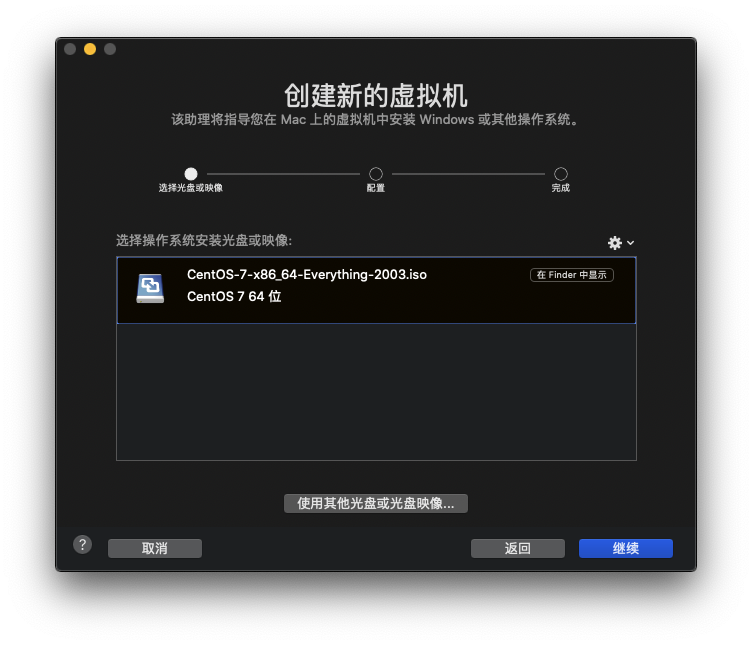 创建新的虚拟机
该助理将指导您在 Mac 上的虚拟机中安装 Windows 或其他操作系统。
选择光盘或映像
配置
完成
选择操作系统安装光盘或映像:
CentOS-7-x86_64-Everything-2003.iso
在 Finder 中显示
CentOS 7 64 位
使用其他光盘或光盘映像...
?
取消
返回
继续